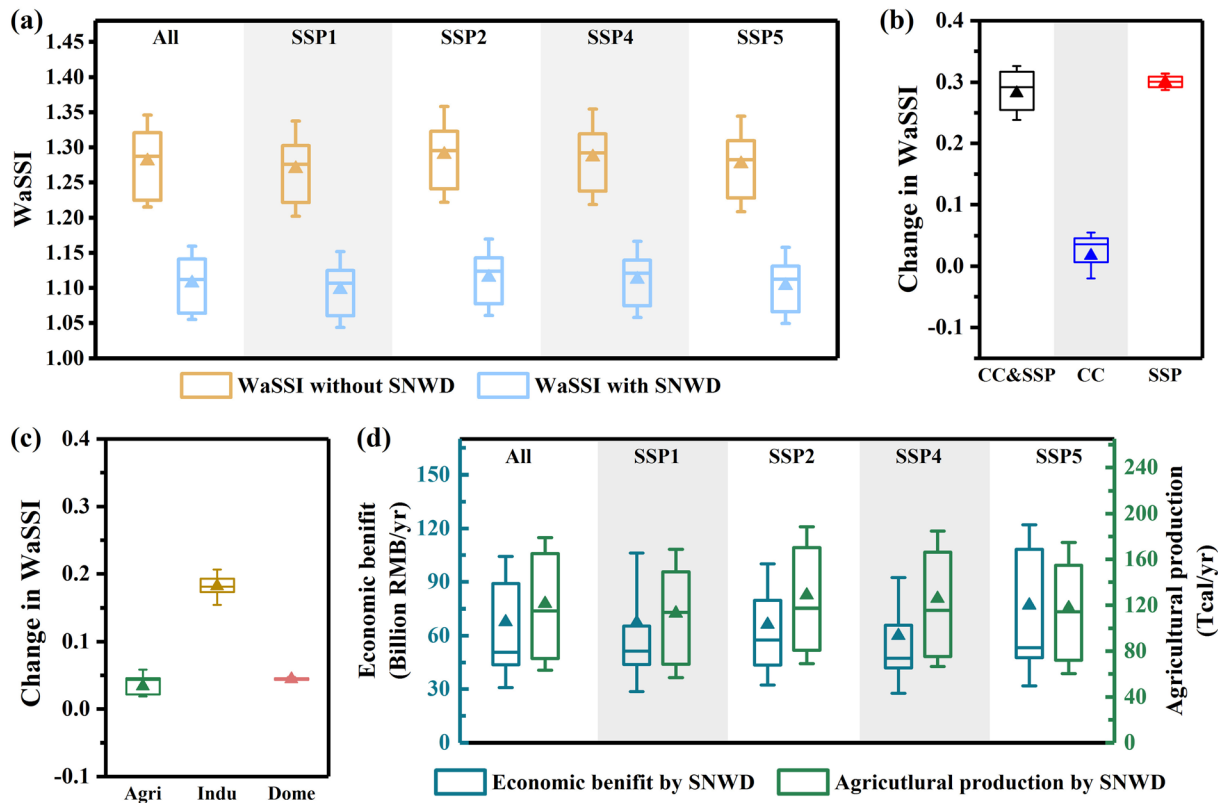 (a)
All SSP1 SSP2 SSP4 SSP5
WaSSI
1.45
1.40
1.35
1.30
1.25
1.20
1.15
1.10
1.05
1.00
WaSSI without SNWD WaSSI with SNWD
(b)
Change in WaSSI
0.4
0.3
0.2
0.1
0.0
-0.1
CC&SSP CC SSP
(c)
Change in WaSSI
0.4
0.3
0.2
0.1
0.0
-0.1
Agri Indu Dome
(d)
All SSP1 SSP2 SSP4 SSP5
Economic benifit
(Billion RMB/yr)
150
120
90
60
30
0
240
200
160
120
80
40
0
Agricultural production
(Tcal/yr)
Economic benifit by SNWD Agricutlural production by SNWD